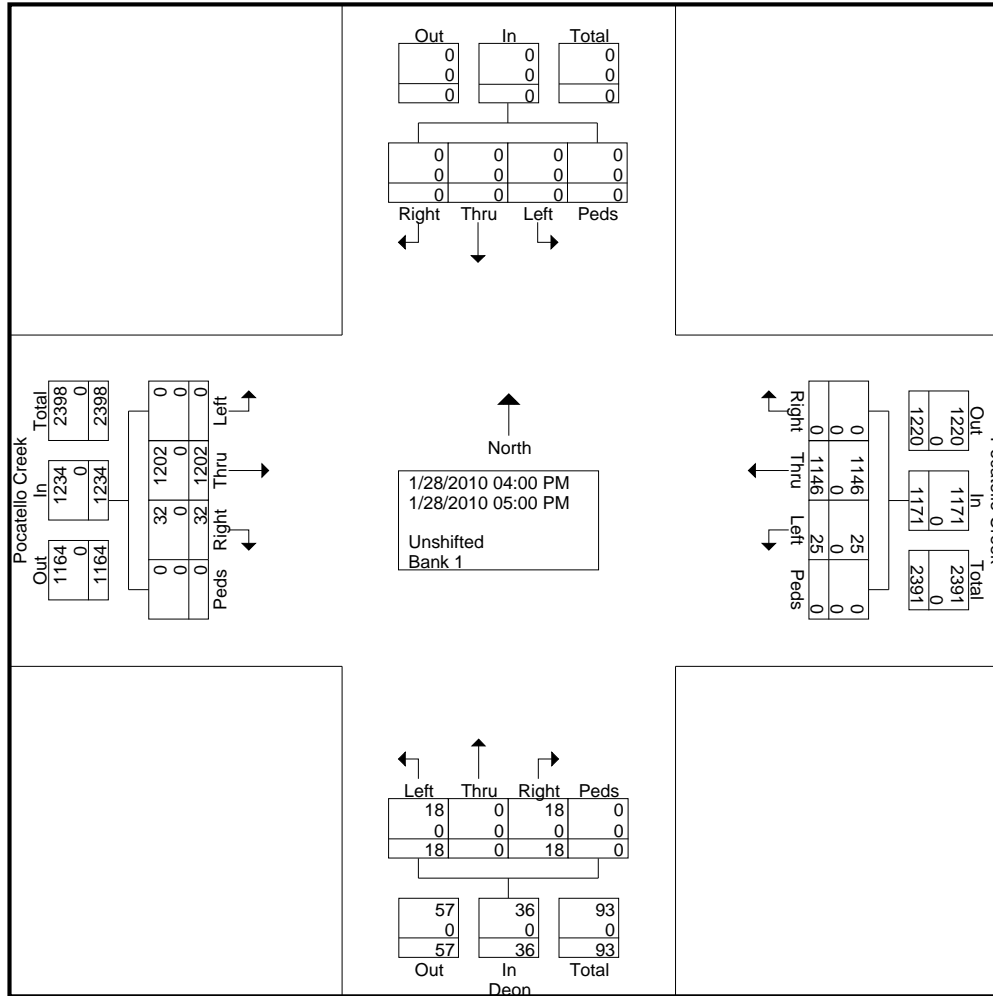 Out In Total
0 0 0
0 0 0
0 0 0
0 0 0 0
0 0 0 0
0 0 0 0
Right Thru Left Peds
Pocatello Creek
Total In Out
2398 1234 1164
0 0 0
2398 1234 1164
0 1202 32 0
0 0 0 0
0 1202 32 0
Left Thru Right Peds
North
1/28/2010 04:00 PM
1/28/2010 05:00 PM
Unshifted
Bank 1
Right Thru Left Peds
0 1146 25 0
0 0 0 0
0 1146 25 0
1220 1171 2391
0 0 0
1220 1171 2391
Out In Total
Left Thru Right Peds
18 0 18 0
0 0 0 0
18 0 18 0
57 36 93
0 0 0
57 36 93
Out In Total
Deon